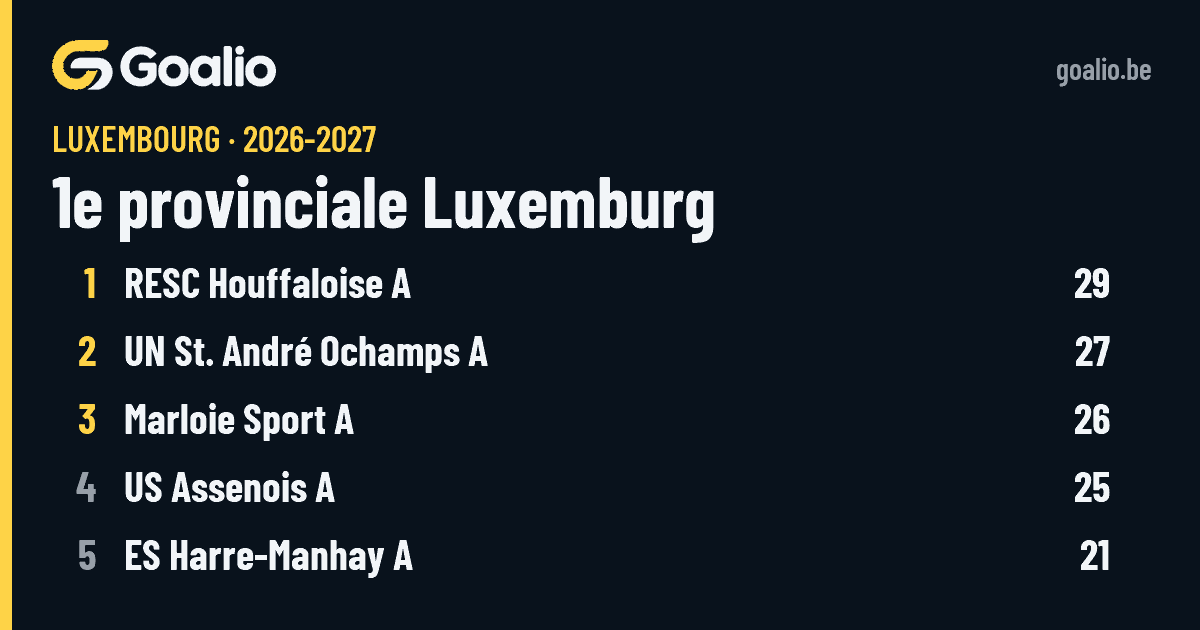 Goalio
goalio.be
LUXEMBOURG · 2026-2027
1e provinciale Luxemburg
1 RESC Houffaloise A 29
2 UN St. André Ochamps A 27
3 Marloie Sport A 26
4 US Assenois A 25
5 ES Harre-Manhay A 21